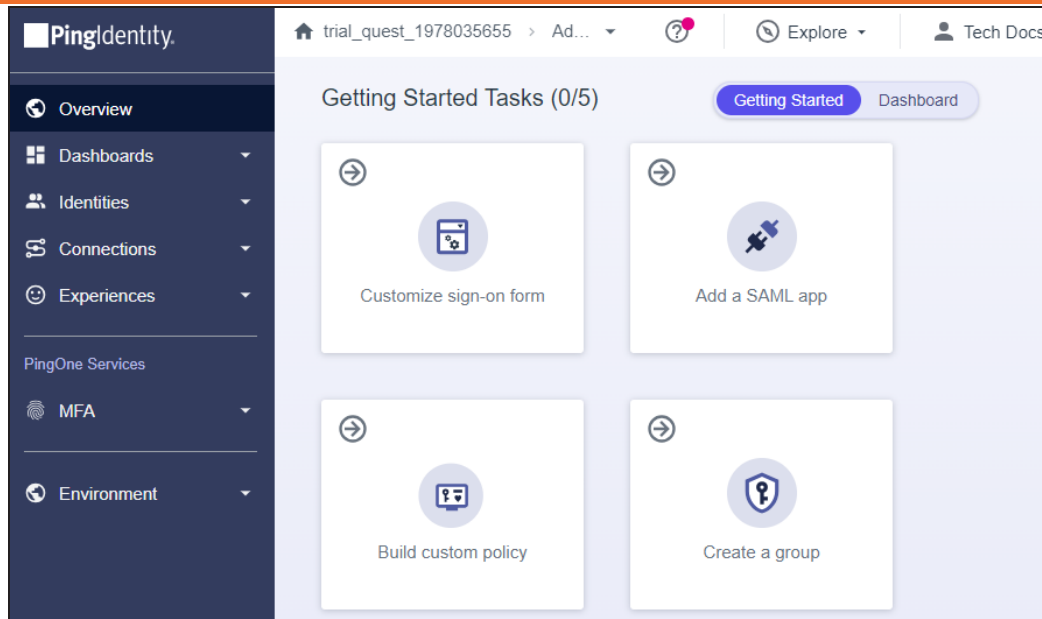 PingIdentity.
trial_quest_1978035655 > Ad...
Explore
Tech Docs
Overview
Dashboards
Identities
Connections
Experiences
PingOne Services
MFA
Environment
Getting Started Tasks (0/5)
Getting Started
Dashboard
Customize sign-on form
Add a SAML app
Build custom policy
Create a group